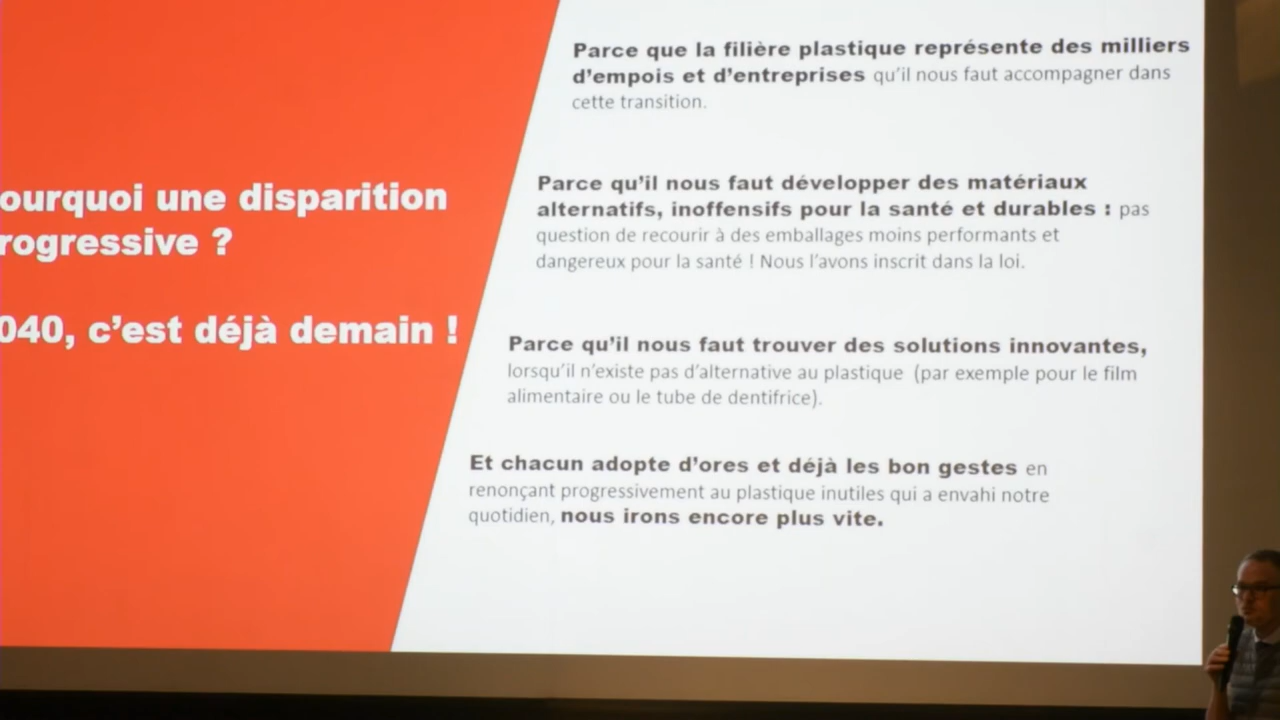 ourquoi une disparition
rogressive ?
040, c'est déjà demain !
Parce que la filière plastique représente des milliers
d'empois et d'entreprises qu'il nous faut accompagner dans
cette transition.
Parce qu'il nous faut développer des matériaux
alternatifs, inoffensifs pour la santé et durables : pas
question de recourir à des emballages moins performants et
dangereux pour la santé ! Nous l'avons inscrit dans la loi.
Parce qu'il nous faut trouver des solutions innovantes,
lorsqu'il n'existe pas d'alternative au plastique (par exemple pour le film
alimentaire ou le tube de dentifrice).
Et chacun adopte d'ores et déjà les bon gestes en
renonçant progressivement au plastique inutiles qui a envahi notre
quotidien, nous irons encore plus vite.